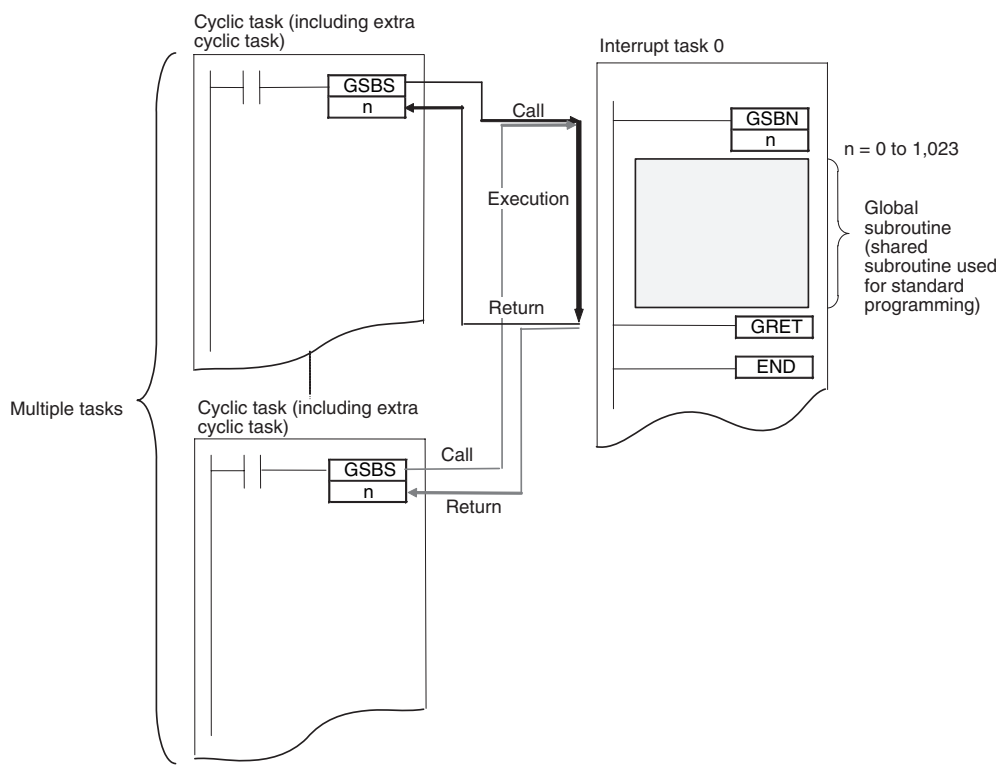 Cyclic task (including extra
cyclic task)
GSBS
n
Call
Execution
Return
Interrupt task 0
GSBN
n
n = 0 to 1,023
Global
subroutine
(shared
subroutine used
for standard
programming)
GRET
END
Multiple tasks
Cyclic task (including extra
cyclic task)
GSBS
n
Call
Return